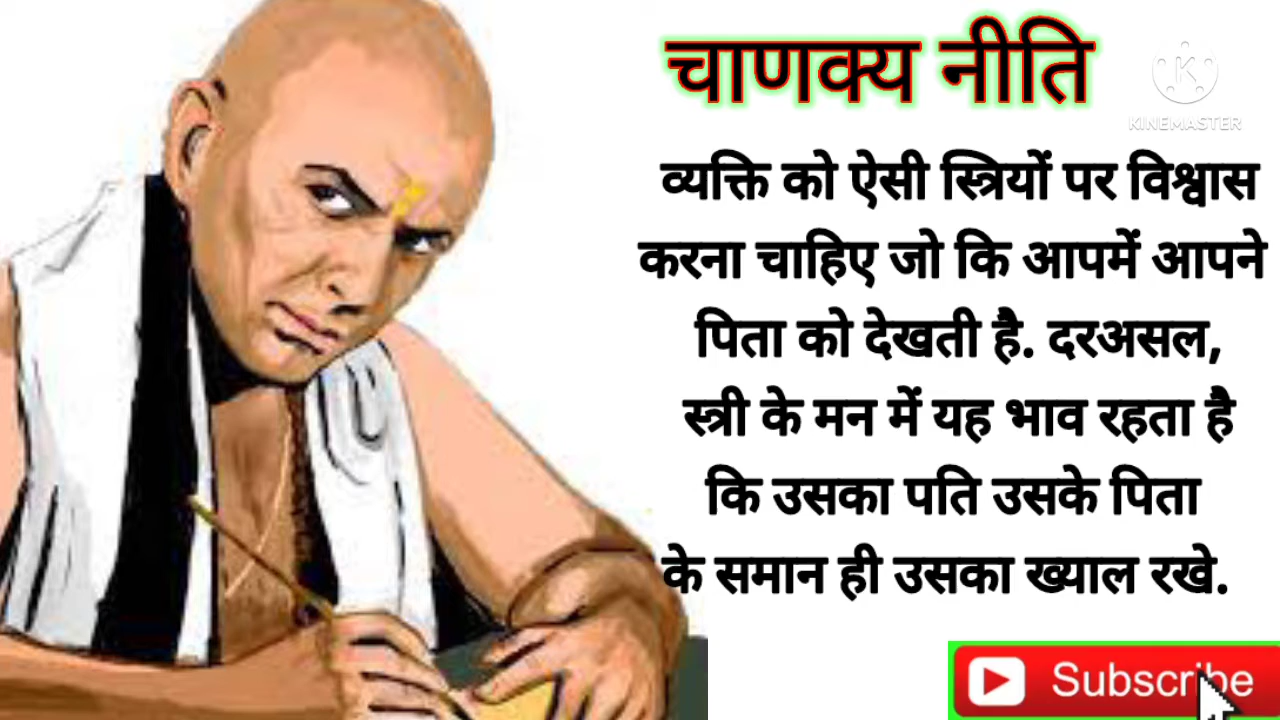 चाणक्य नीति
KINEMASTER
व्यक्ति को ऐसी स्त्रियों पर विश्वास
करना चाहिए जो कि आपमें आपने
पिता को देखती है. दरअसल,
स्त्री के मन में यह भाव रहता है
कि उसका पति उसके पिता
के समान ही उसका ख्याल रखे.
Subscribe